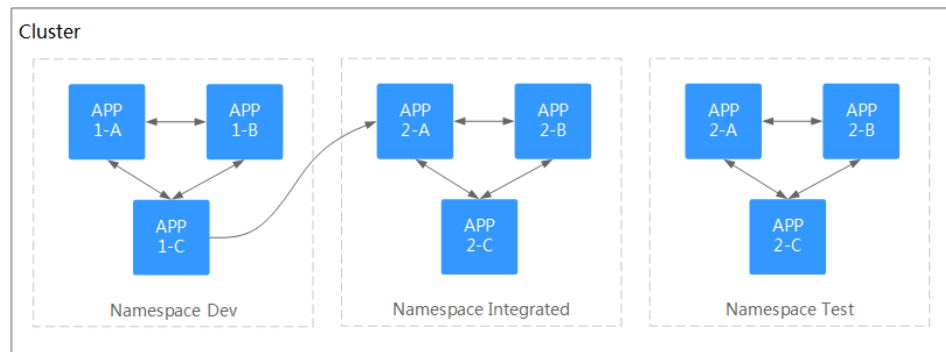 Cluster
APP
1-A
APP
1-B
APP
1-C
Namespace Dev
APP
2-A
APP
2-B
APP
2-C
Namespace Integrated
APP
2-A
APP
2-B
APP
2-C
Namespace Test